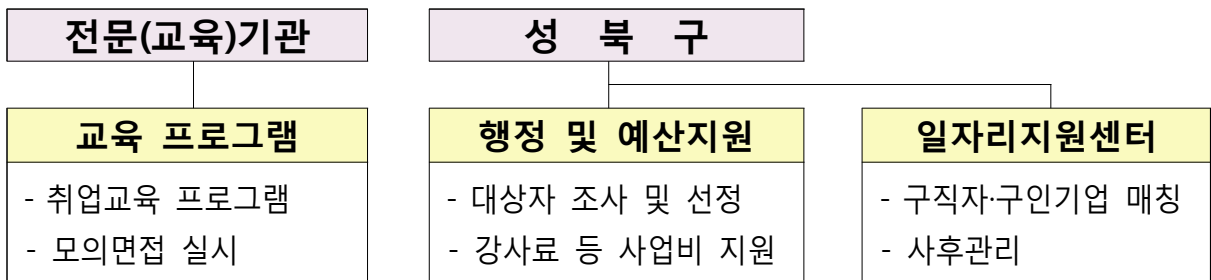 전문(교육)기관
성 북 구
교육 프로그램
행정 및 예산지원
일자리지원센터
- 취업교육 프로그램
- 모의면접 실시
- 대상자 조사 및 선정
- 강사료 등 사업비 지원
- 구직자·구인기업 매칭
- 사후관리